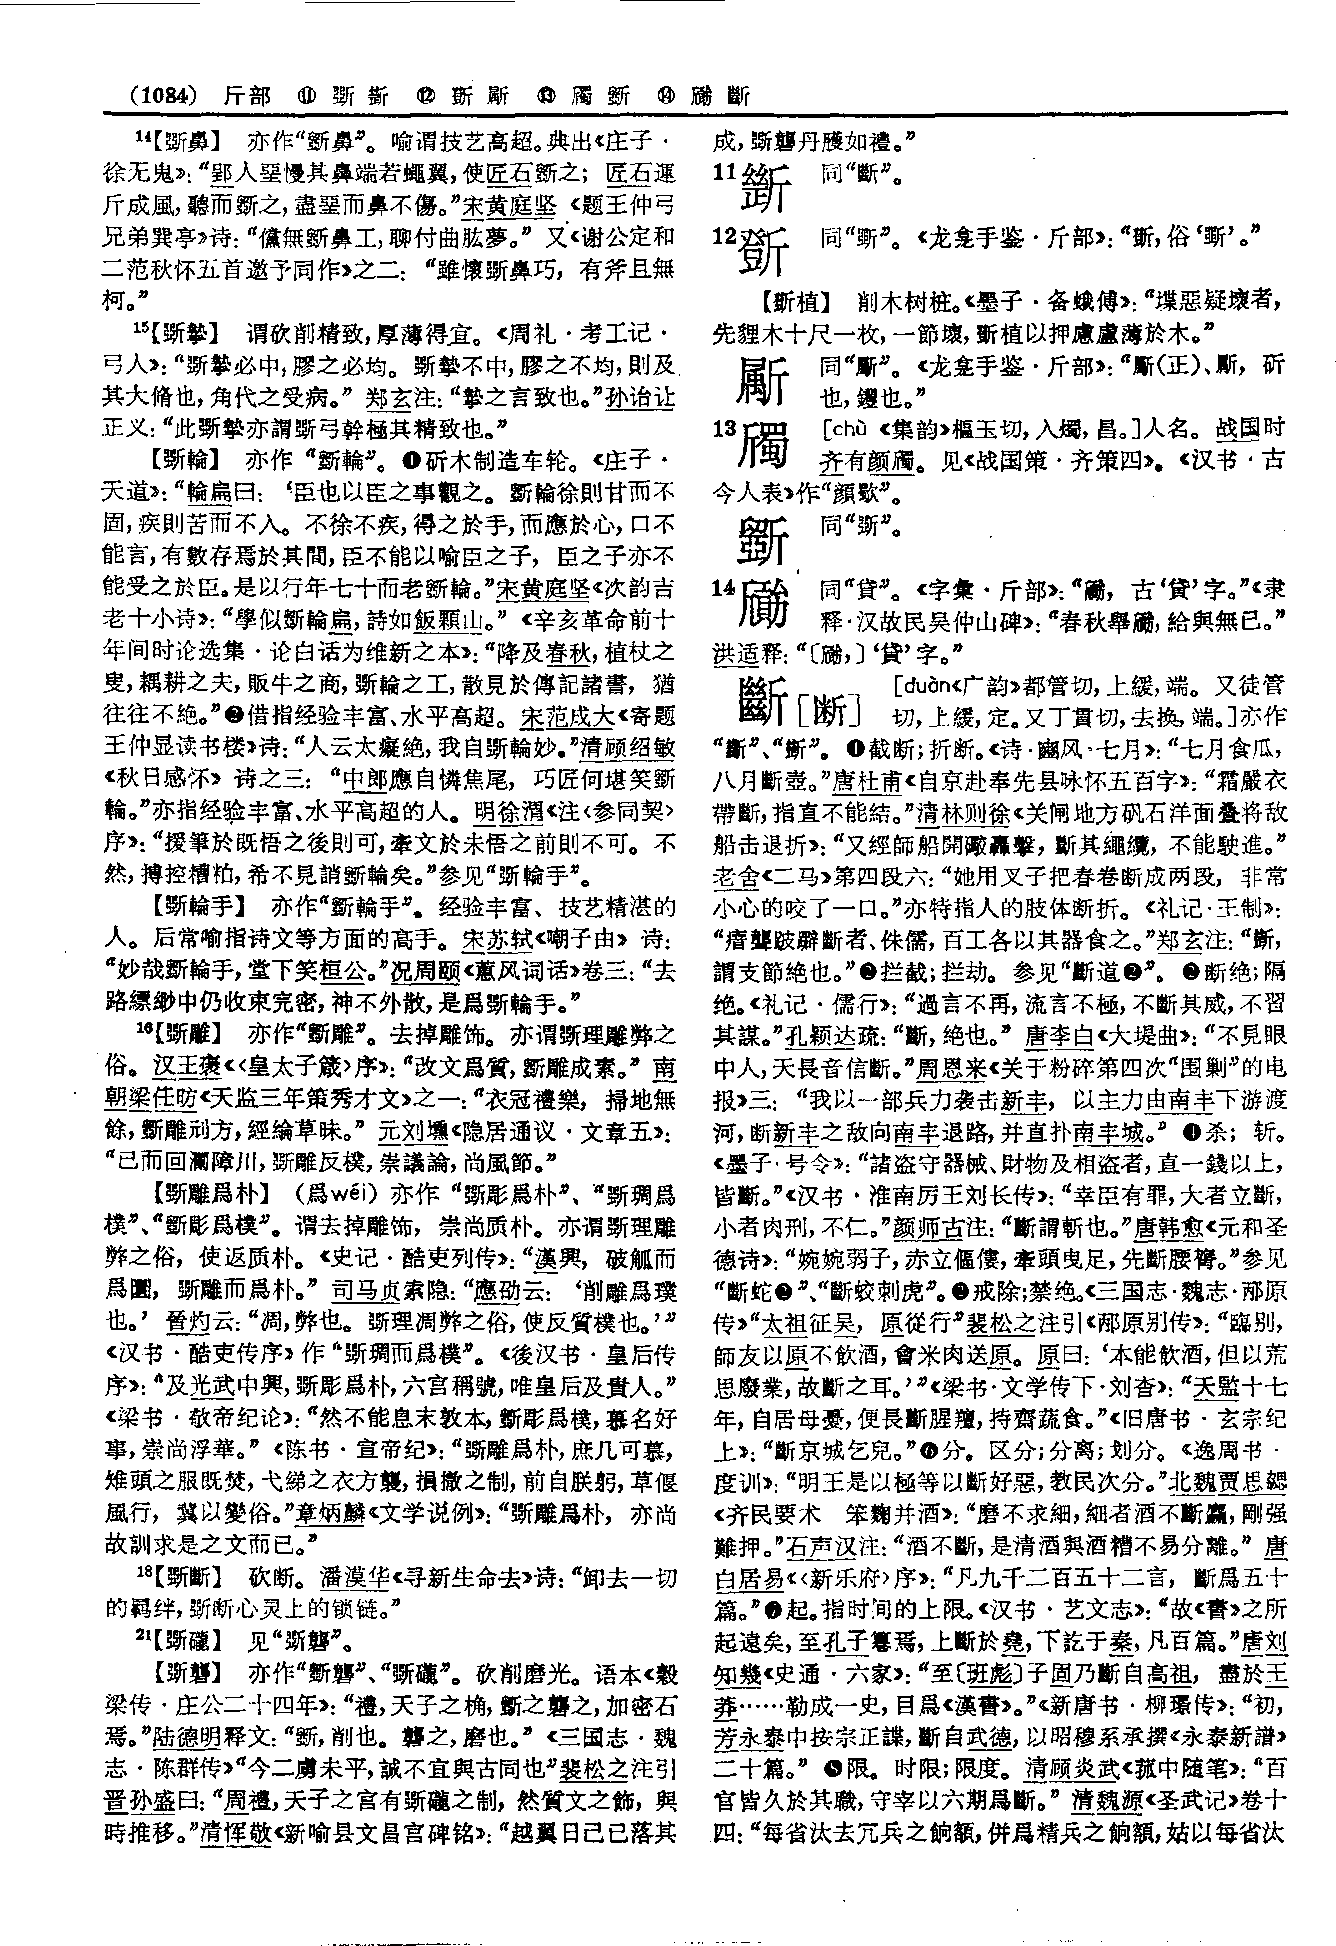 (1084) 斤部 ⑪ 斲 斳 ⑫ 斵 斸 ⑬ 斶 斵 ⑭ 斷
14【斲鼻】 亦作“斵鼻”。喻谓技艺高超。典出《庄子·
徐无鬼》：“郢人堊慢其鼻端若蠅翼，使匠石斵之；匠石運
斤成風，聽而斵之，盡堊而鼻不傷。”宋黄庭坚《题王仲弓
兄弟巽亭》诗：“儻無斵鼻工，聊付曲肱夢。”又《谢公定和
二范秋怀五首邀予同作》之二：“雖懷斲鼻巧，有斧且無
柯。”
15【斲摯】 谓砍削精致，厚薄得宜。《周礼·考工记·
弓人》：“斲摯必中，膠之必均。斲摯不中，膠之不均，則及
其大脩也，角代之受病。”郑玄注：“摯之言致也。”孙诒让
正义：“此斲摯亦謂斲弓幹極其精致也。”
【斲輪】 亦作“斵輪”。❶斫木制造车轮。《庄子·
天道》：“輪扁曰：‘臣也以臣之事觀之。斵輪徐則甘而不
固，疾則苦而不入。不徐不疾，得之於手，而應於心，口不
能言，有數存焉於其間，臣不能以喻臣之子，臣之子亦不
能受之於臣。是以行年七十而老斵輪。”宋黄庭坚《次韵吉
老十小诗》：“學似斵輪扁，詩如飯顆山。”《辛亥革命前十
年间时论选集·论白话为维新之本》：“降及春秋，植杖之
叟，耦耕之夫，販牛之商，斲輪之工，散見於傳記諸書，猶
往往不絶。”❷借指经验丰富、水平高超。宋范成大《寄题
王仲显读书楼》诗：“人云太癡絶，我自斲輪妙。”清顾绍敏
《秋日感怀》诗之三：“中郎應自憐焦尾，巧匠何堪笑斵
輪。”亦指经验丰富、水平高超的人。明徐渭《注〈参同契〉
序》：“援筆於既悟之後則可，牽文於未悟之前則不可。不
然，摶控糟粕，希不見誚斵輪矣。”参见“斲輪手”。
【斲輪手】 亦作“斵輪手”。经验丰富、技艺精湛的
人。后常喻指诗文等方面的高手。宋苏轼《嘲子由》诗：
“妙哉斵輪手，堂下笑桓公。”况周颐《蕙风词话》卷三：“去
路縹缈中仍收束完密，神不外散，是爲斲輪手。”
16【斲雕】 亦作“斵雕”。去掉雕饰。亦谓斲理雕弊之
俗。汉王褒《〈皇太子箴〉序》：“改文爲質，斵雕成素。”南
朝梁任昉《天监三年策秀才文》之一：“衣冠禮樂，掃地無
餘，斵雕刓方，經綸草昧。”元刘壎《隐居通议·文章五》：
“已而回瀾障川，斲雕反樸，崇議論，尚風節。”
【斲雕爲朴】（爲wéi）亦作“斲彫爲朴”、“斲琱爲
樸”、“斵彫爲樸”。谓去掉雕饰，崇尚质朴。亦谓斲理雕
弊之俗，使返质朴。《史记·酷吏列传》：“漢興，破觚而
爲圜，斲雕而爲朴。”司马贞索隐：“應劭云：‘削雕爲璞
也。’晉灼云：“凋，弊也。斲理凋弊之俗，使反質樸也。’”
《汉书·酷吏传序》作“斲琱而爲樸”。《後汉书·皇后传
序》：“及光武中興，斲彫爲朴，六宫稱號，唯皇后及貴人。”
《梁书·敬帝纪论》：“然不能息末敦本，斵彫爲樸，慕名好
事，崇尚浮華。”《陈书·宣帝纪》：“斲雕爲朴，庶几可慕，
雉頭之服既焚，弋綈之衣方襲，損撤之制，前自朕躬，草偃
風行，冀以變俗。”章炳麟《文学说例》：“斲雕爲朴，亦尚
故訓求是之文而已。”
18【斲斷】 砍断。潘漠华《寻新生命去》诗：“卸去一切
的羁绊，斲断心灵上的锁链。”
21【斲礲】 见“斲礱”。
【斲礱】 亦作“斵礱”、“斲礲”。砍削磨光。语本《穀
梁传·庄公二十四年》：“禮，天子之桷，斵之礱之，加密石
焉。”陆德明释文：“斵，削也。礱之，磨也。”《三国志·魏
志·陈群传》“今二虜未平，誠不宜與古同也”裴松之注引
晋孙盛曰：“周禮，天子之宫有斲礲之制，然質文之飾，與
時推移。”清恽敬《新喻县文昌宫碑铭》：“越翼日己巳落其
成，斲礱丹雘如禮。”
11 同“斷”。
12 同“斲”。《龙龛手鉴·斤部》：“斵，俗‘斲’。”
【斵植】 削木树桩。《墨子·备蛾傅》：“堞惡疑壞者，
先貍木十尺一枚，一節壞，斵植以押慮盧薄於木。”
同“斸”。《龙龛手鉴·斤部》：“斸（正）、，斫
也，钁也。”
13斶 [chù《集韵》樞玉切，入燭，昌。]人名。战国时
齐有颜斶。见《战国策·齐策四》。《汉书·古
今人表》作“顔歜”。
斵 同“斲”。
14 同“貸”。《字彙·斤部》：“，古‘貸’字。”《隶
释·汉故民吴仲山碑》：“春秋舉，給與無已。”
洪适释：“〔，〕‘貸’字。”
斷[断] [duàn《广韵》都管切，上緩，端。又徒管
切，上緩，定。又丁貫切，去换，端。]亦作
“”、“”。❶截断；折断。《诗·豳风·七月》：“七月食瓜，
八月斷壺。”唐杜甫《自京赴奉先县咏怀五百字》：“霜嚴衣
帶斷，指直不能結。”清林则徐《关闸地方矾石洋面叠将敌
船击退折》：“又經師船開礮轟擊，斷其繩纜，不能駛進。”
老舍《二马》第四段六：“她用叉子把春卷断成两段，非常
小心的咬了一口。”亦特指人的肢体断折。《礼记·王制》：
“瘖聾跛躃斷者、侏儒，百工各以其器食之。”郑玄注：“斷，
謂支節絶也。”❷拦截；拦劫。参见“斷道❷”。❸断绝；隔
绝。《礼记·儒行》：“過言不再，流言不極，不斷其威，不習
其謀。”孔颖达疏：“斷，絶也。”唐李白《大堤曲》：“不見眼
中人，天長音信斷。”周恩来《关于粉碎第四次“围剿”的电
报》三：“我以一部兵力袭击新丰，以主力由南丰下游渡
河，断新丰之敌向南丰退路，并直扑南丰城。”❹杀；斩。
《墨子·号令》：“諸盗守器械、財物及相盗者，直一錢以上，
皆斷。”《汉书·淮南厉王刘长传》：“幸臣有罪，大者立斷，
小者肉刑，不仁。”颜师古注：“斷謂斬也。”唐韩愈《元和圣
德诗》：“婉婉弱子，赤立傴僂，牽頭曳足，先斷腰膂。”参见
“斷蛇❷”、“斷蛟刺虎”。❺戒除；禁绝。《三国志·魏志·邴原
传》“太祖征吴，原從行”裴松之注引《邴原别传》：“臨别，
師友以原不飲酒，會米肉送原。原曰：‘本能飲酒，但以荒
思廢業，故斷之耳。’”《梁书·文学传下·刘杳》：“天監十七
年，自居母憂，便長斷腥羶，持齋蔬食。”《旧唐书·玄宗纪
上》：“斷京城乞兒。”❻分。区分；分离；划分。《逸周书·
度训》：“明王是以極等以斷好惡，教民次分。”北魏贾思勰
《齐民要术 笨麴并酒》：“磨不求細，細者酒不斷麤，剛强
難押。”石声汉注：“酒不斷，是清酒與酒糟不易分離。”唐
白居易《〈新乐府〉序》：“凡九千二百五十二言，斷爲五十
篇。”❼起。指时间的上限。《汉书·艺文志》：“故《書》之所
起遠矣，至孔子篹焉，上斷於堯，下訖于秦，凡百篇。”唐刘
知幾《史通·六家》：“至〔班彪〕子固乃斷自高祖，盡於王
莽……勒成一史，目爲《漢書》。”《新唐书·柳璟传》：“初，
芳永泰中按宗正諜，斷自武德，以昭穆系承撰《永泰新譜》
二十篇。”❽限。时限；限度。清顾炎武《菰中随笔》：“百
官皆久於其職，守宰以六期爲斷。”清魏源《圣武记》卷十
四：“每省汰去冗兵之餉額，併爲精兵之餉額，姑以每省汰